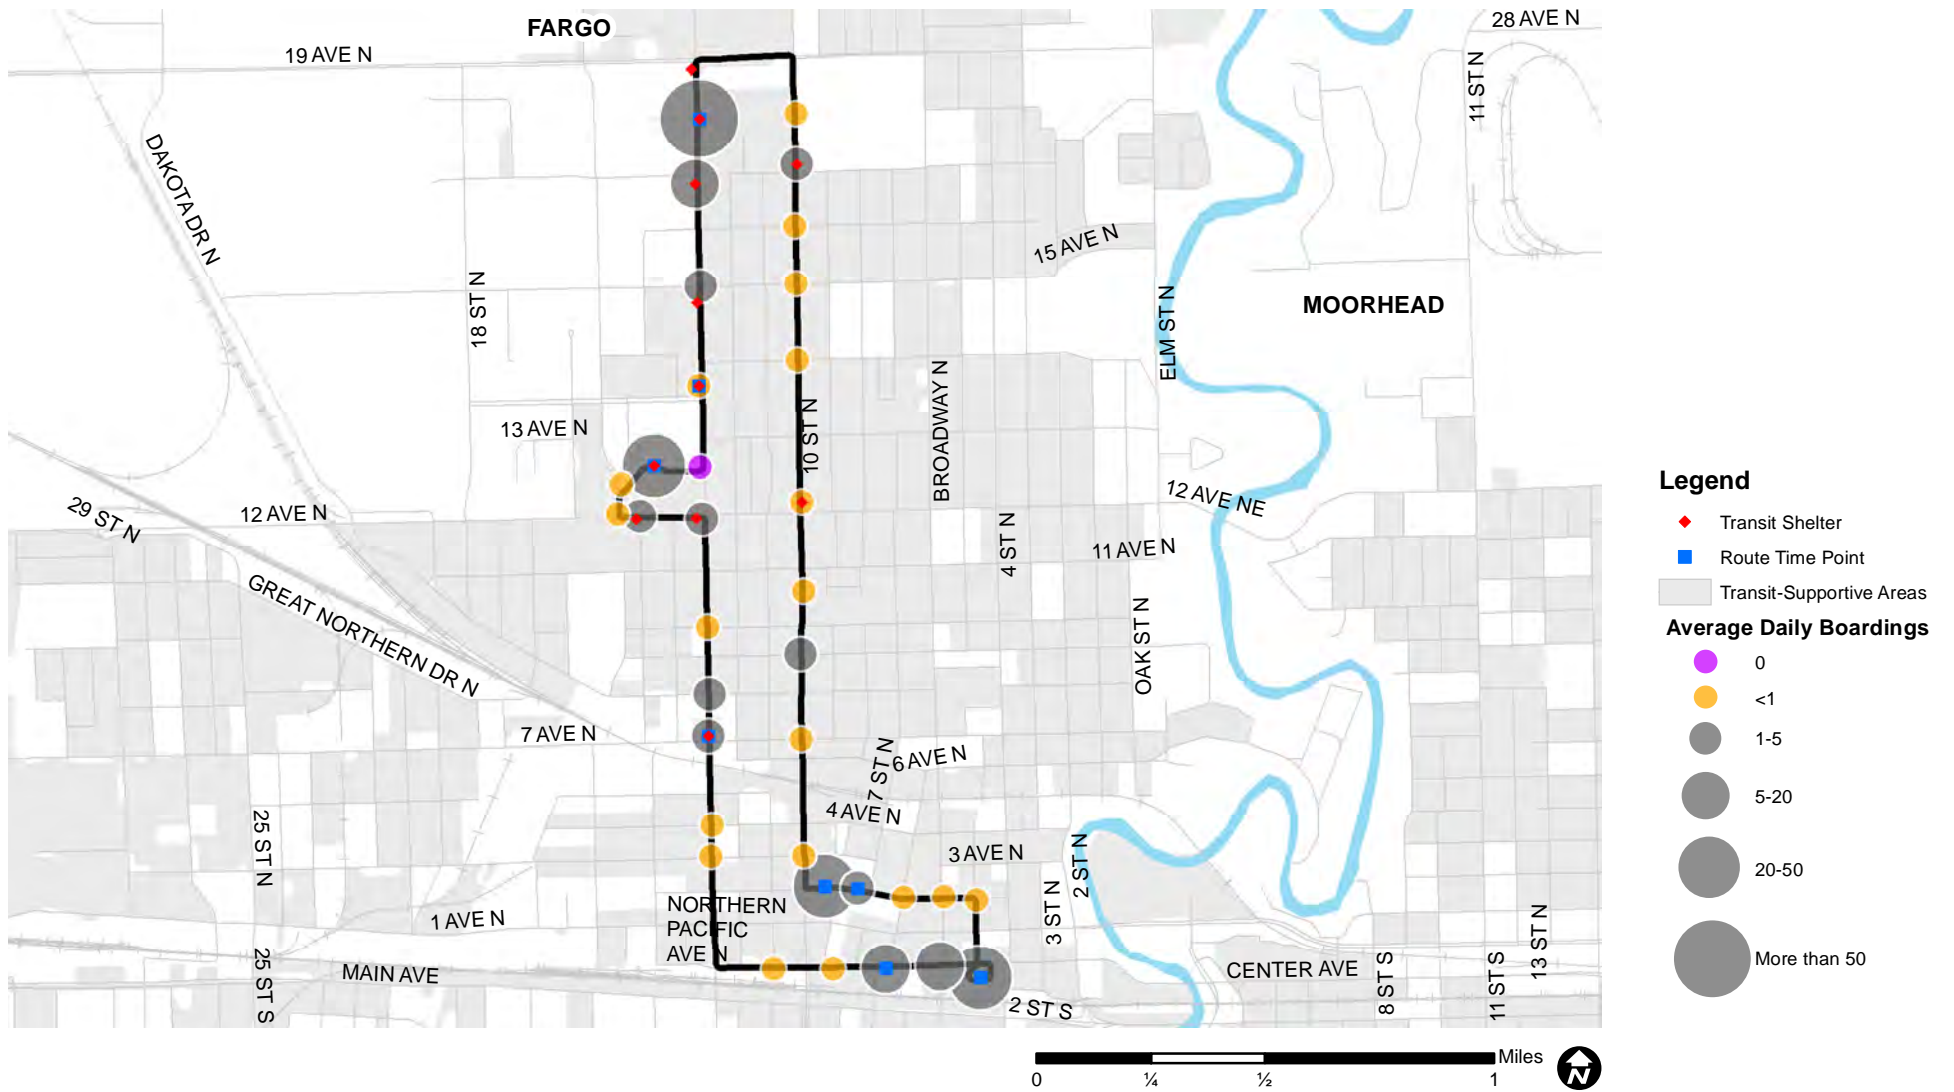 FARGO
28 AVE N
19 AVE N
11 ST N
DAKOTA DR N
15 AVE N
18 ST N
ELM ST N
MOORHEAD
13 AVE N
10 ST N
BROADWAY N
12 AVE NE
29 ST N
12 AVE N
4 ST N
11 AVE N
GREAT NORTHERN DR N
OAK ST N
7 AVE N
7 ST N
6 AVE N
4 AVE N
25 ST N
3 AVE N
2 ST N
3 ST N
1 AVE N
NORTHERN
PACIFIC
AVE N
13 ST N
25 ST S
MAIN AVE
CENTER AVE
8 ST S
11 ST S
2 ST S
Legend
Transit Shelter
Route Time Point
Transit-Supportive Areas
Average Daily Boardings
0
<1
1-5
5-20
20-50
More than 50
Miles
0
¼
½
1
N